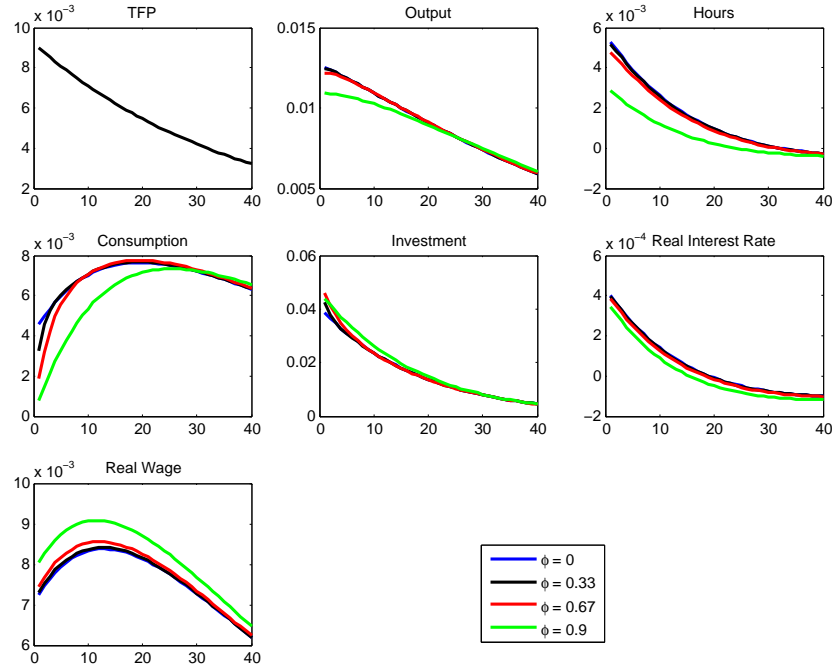 TFP
10 x 10⁻³
8
6
4
2
0 10 20 30 40
Output
0.015
0.01
0.005
0 10 20 30 40
Hours
6 x 10⁻³
4
2
0
−2
0 10 20 30 40
Consumption
8 x 10⁻³
6
4
2
0
0 10 20 30 40
Investment
0.06
0.04
0.02
0
0 10 20 30 40
Real Interest Rate
6 x 10⁻⁴
4
2
0
−2
0 10 20 30 40
Real Wage
10 x 10⁻³
9
8
7
6
0 10 20 30 40
ϕ = 0
ϕ = 0.33
ϕ = 0.67
ϕ = 0.9